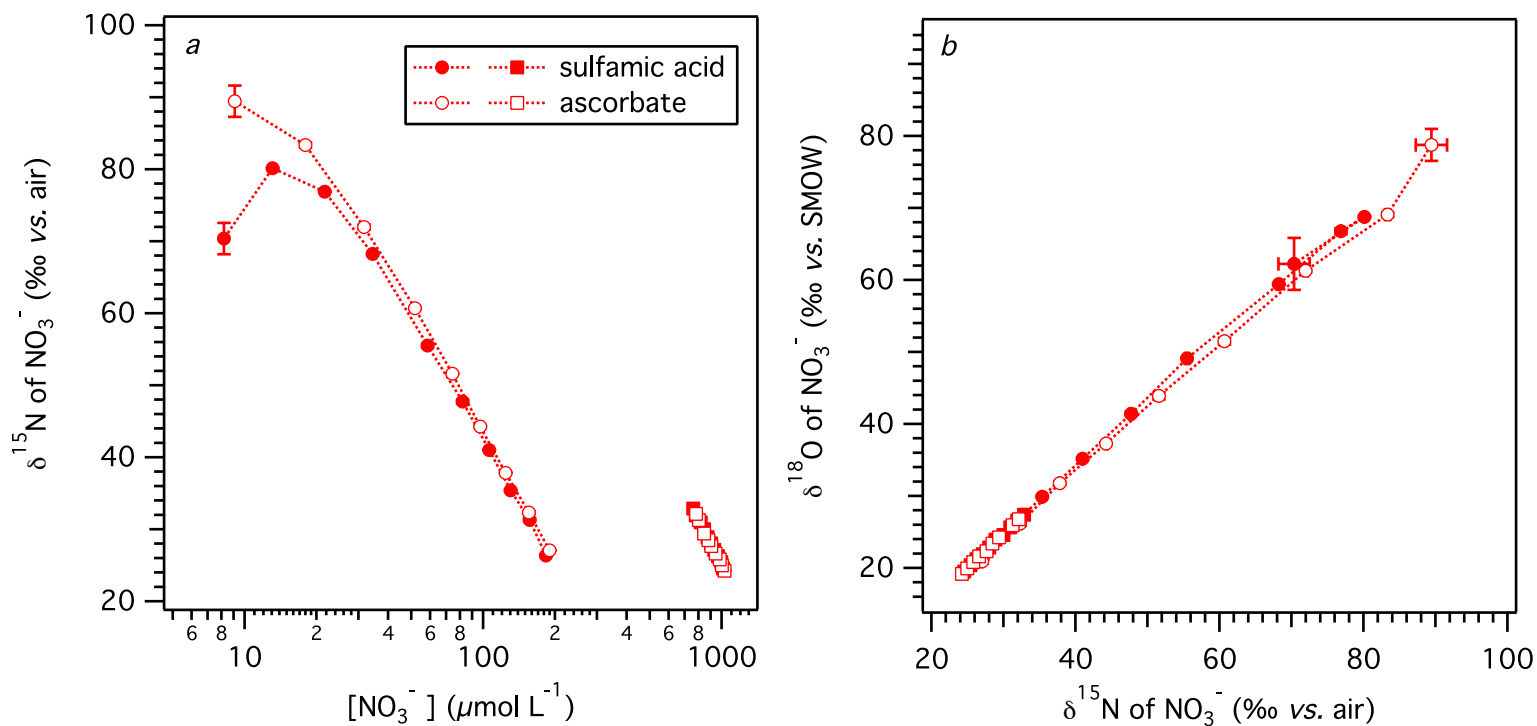 a
sulfamic acid
ascorbate
100
80
60
40
20
δ¹⁵N of NO₃⁻ (‰ vs. air)
6 8 2 4 6 8 2 4 6 8
10 100 1000
[NO₃⁻] (µmol L⁻¹)
b
80
60
40
20
δ¹⁸O of NO₃⁻ (‰ vs. SMOW)
20 40 60 80 100
δ¹⁵N of NO₃⁻ (‰ vs. air)